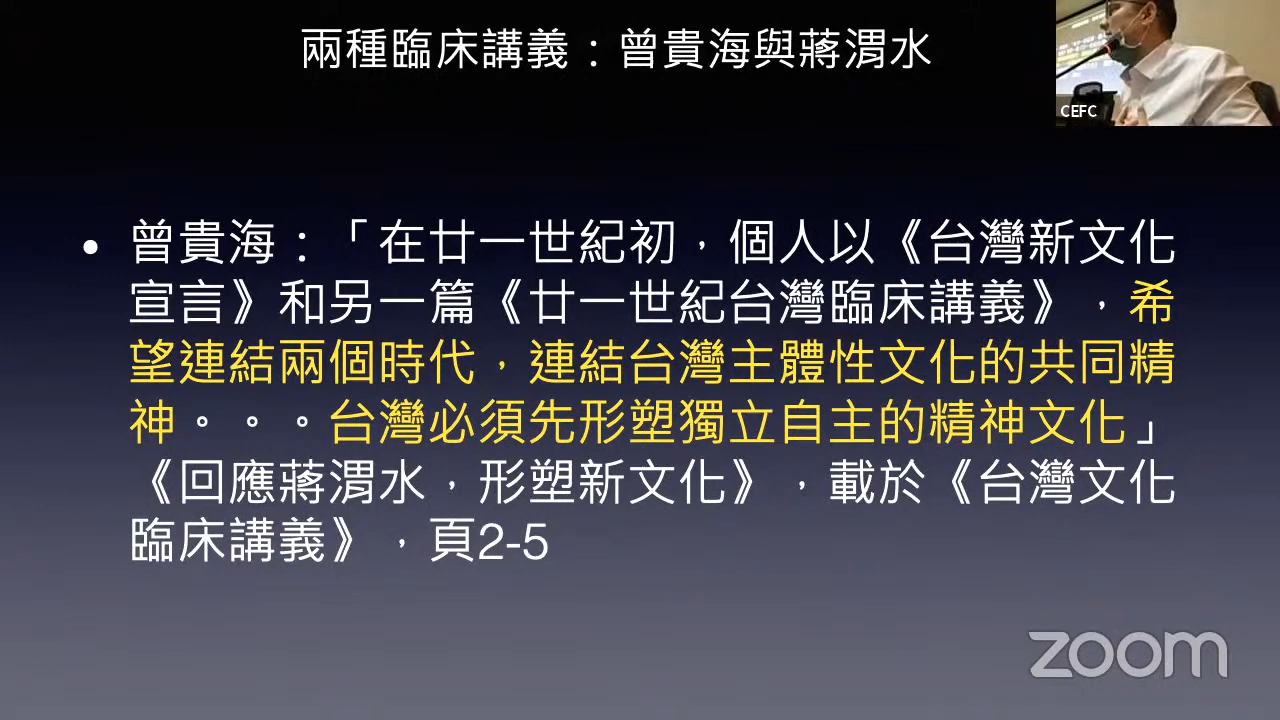 兩種臨床講義：曾貴海與蔣渭水
CEFC
• 曾貴海：「在廿一世紀初，個人以《台灣新文化
宣言》和另一篇《廿一世紀台灣臨床講義》，希
望連結兩個時代，連結台灣主體性文化的共同精
神。。。台灣必須先形塑獨立自主的精神文化」
《回應蔣渭水，形塑新文化》，載於《台灣文化
臨床講義》，頁2-5
zoom